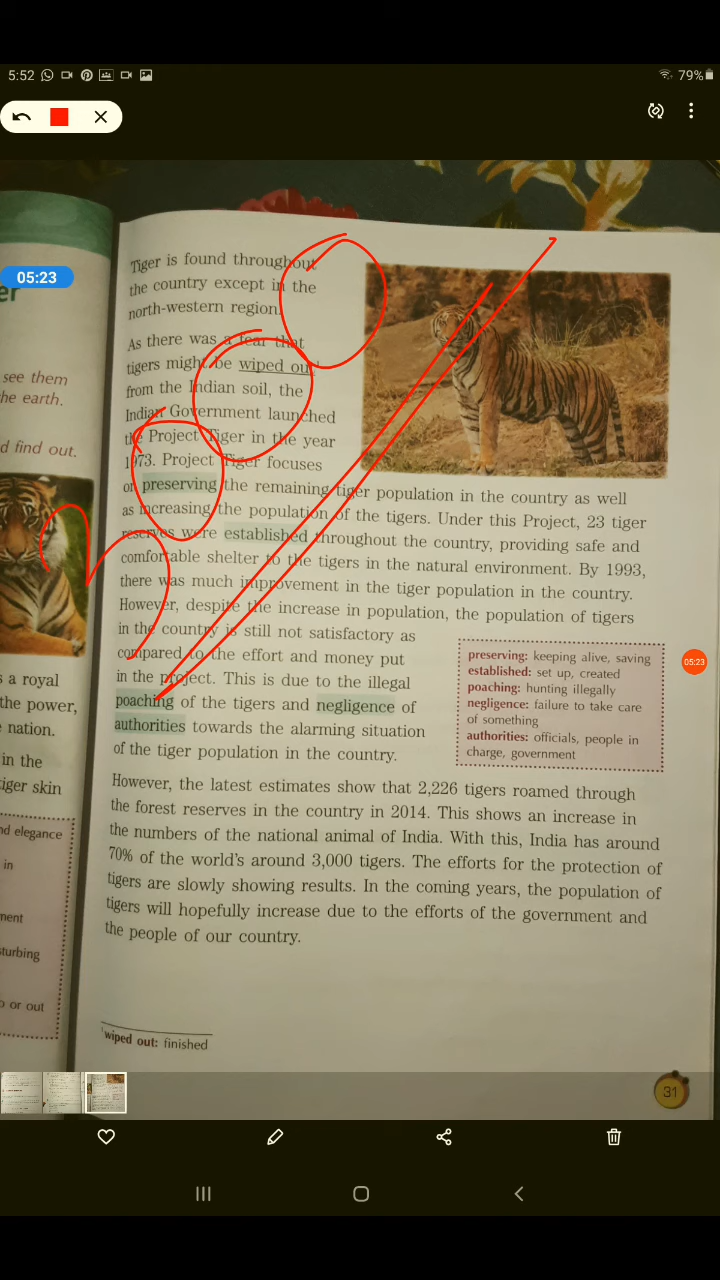 5:52
79%
05:23
er
see them
the earth.
d find out.
s a royal
the power,
nation.
in the
tiger skin
nd elegance
in
ment
sturbing
p or out
Tiger is found throughout
the country except in the
north-western region.
As there was a fear that
tigers might be wiped out
from the Indian soil, the
Indian Government launched
the Project Tiger in the year
1973. Project Tiger focuses
on preserving the remaining tiger population in the country as well
as increasing the population of the tigers. Under this Project, 23 tiger
reserves were established throughout the country, providing safe and
comfortable shelter to the tigers in the natural environment. By 1993,
there was much improvement in the tiger population in the country.
However, despite the increase in population, the population of tigers
in the country is still not satisfactory as
compared to the effort and money put
in the project. This is due to the illegal
poaching of the tigers and negligence of
authorities towards the alarming situation
of the tiger population in the country.
preserving: keeping alive, saving
established: set up, created
poaching: hunting illegally
negligence: failure to take care
of something
authorities: officials, people in
charge, government
05:23
However, the latest estimates show that 2,226 tigers roamed through
the forest reserves in the country in 2014. This shows an increase in
the numbers of the national animal of India. With this, India has around
70% of the world's around 3,000 tigers. The efforts for the protection of
tigers are slowly showing results. In the coming years, the population of
tigers will hopefully increase due to the efforts of the government and
the people of our country.
wiped out: finished
31